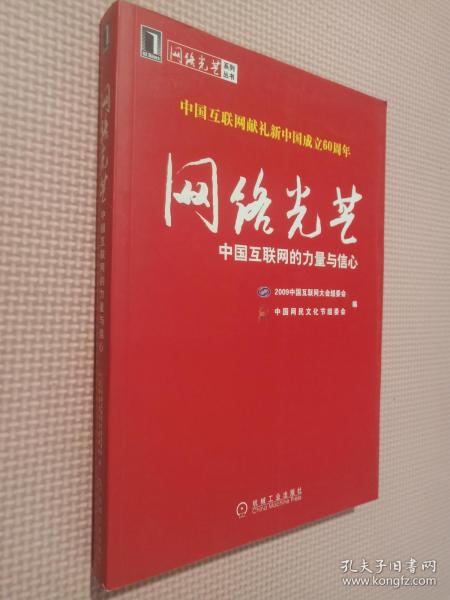 网络光芒 系列丛书
中国互联网献礼新中国成立60周年
网络光芒
中国互联网的力量与信心
2009中国互联网大会组委会
中国网民文化节组委会
编
机械工业出版社
China Machine Press
网络光芒
中国互联网的力量与信心
孔夫子旧书网
www.kongfz.com